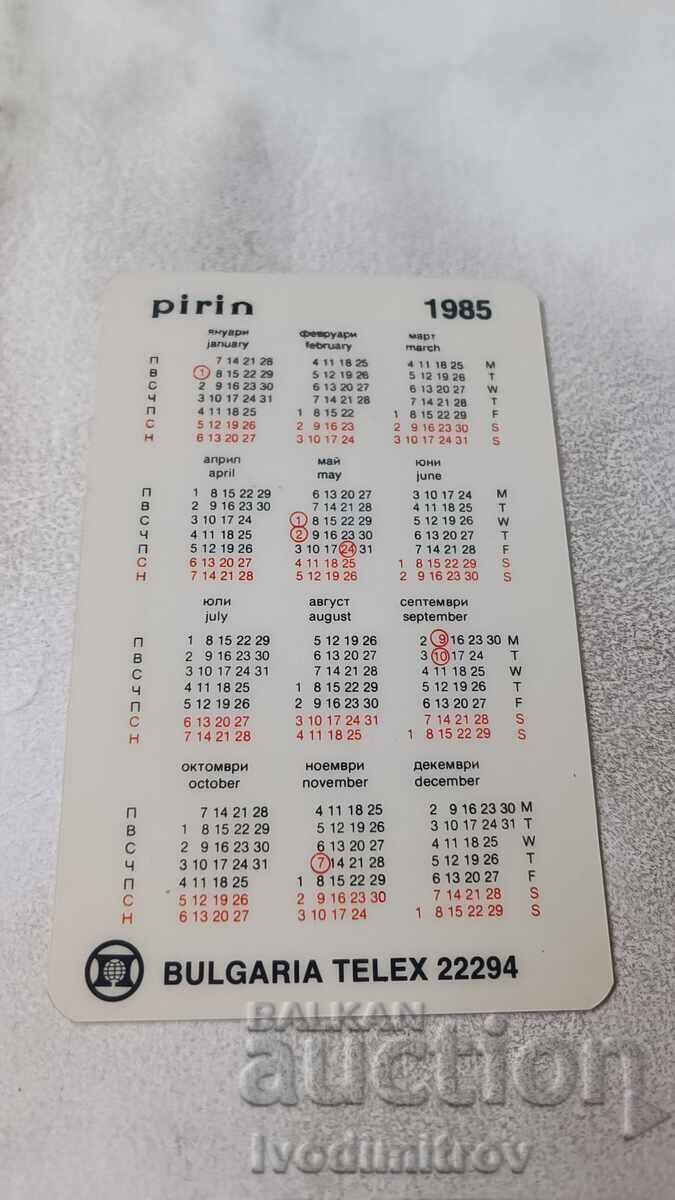 pirin 1985
януари февруари март
january february march
П 7 14 21 28 4 11 18 25 4 11 18 25 M
В 1 8 15 22 29 5 12 19 26 5 12 19 26 T
С 2 9 16 23 30 6 13 20 27 6 13 20 27 W
Ч 3 10 17 24 31 7 14 21 28 7 14 21 28 T
П 4 11 18 25 1 8 15 22 1 8 15 22 29 F
С 5 12 19 26 2 9 16 23 2 9 16 23 30 S
Н 6 13 20 27 3 10 17 24 3 10 17 24 31 S
април май юни
april may june
П 1 8 15 22 29 6 13 20 27 3 10 17 24 M
В 2 9 16 23 30 7 14 21 28 4 11 18 25 T
С 3 10 17 24 1 8 15 22 29 5 12 19 26 W
Ч 4 11 18 25 2 9 16 23 30 6 13 20 27 T
П 5 12 19 26 3 10 17 24 31 7 14 21 28 F
С 6 13 20 27 4 11 18 25 1 8 15 22 29 S
Н 7 14 21 28 5 12 19 26 2 9 16 23 30 S
юли август септември
july august september
П 1 8 15 22 29 5 12 19 26 2 9 16 23 30 M
В 2 9 16 23 30 6 13 20 27 3 10 17 24 T
С 3 10 17 24 31 7 14 21 28 4 11 18 25 W
Ч 4 11 18 25 1 8 15 22 29 5 12 19 26 T
П 5 12 19 26 2 9 16 23 30 6 13 20 27 F
С 6 13 20 27 3 10 17 24 31 7 14 21 28 S
Н 7 14 21 28 4 11 18 25 1 8 15 22 29 S
октомври ноември декември
october november december
П 7 14 21 28 4 11 18 25 2 9 16 23 30 M
В 1 8 15 22 29 5 12 19 26 3 10 17 24 31 T
С 2 9 16 23 30 6 13 20 27 4 11 18 25 W
Ч 3 10 17 24 31 7 14 21 28 5 12 19 26 T
П 4 11 18 25 1 8 15 22 29 6 13 20 27 F
С 5 12 19 26 2 9 16 23 30 7 14 21 28 S
Н 6 13 20 27 3 10 17 24 1 8 15 22 29 S
BULGARIA TELEX 22294
BALKAN
auction
Ivodimitrov